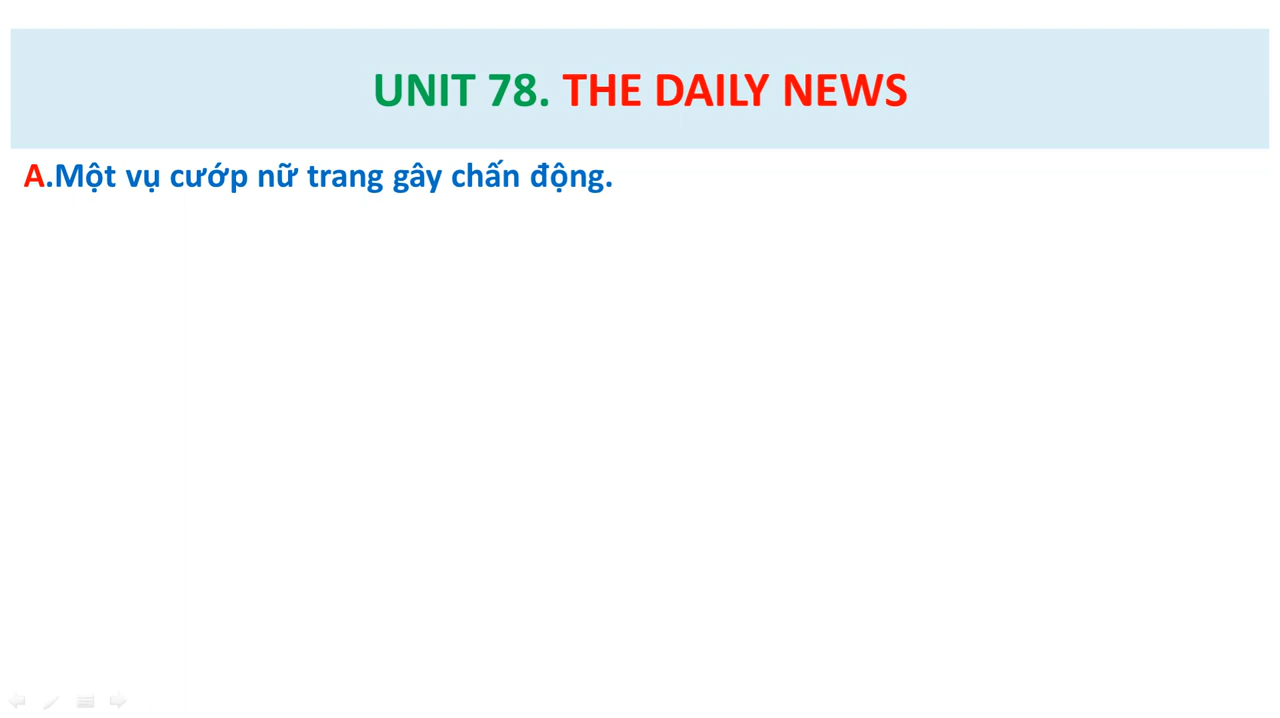 UNIT 78. THE DAILY NEWS
A.Một vụ cướp nữ trang gây chấn động.